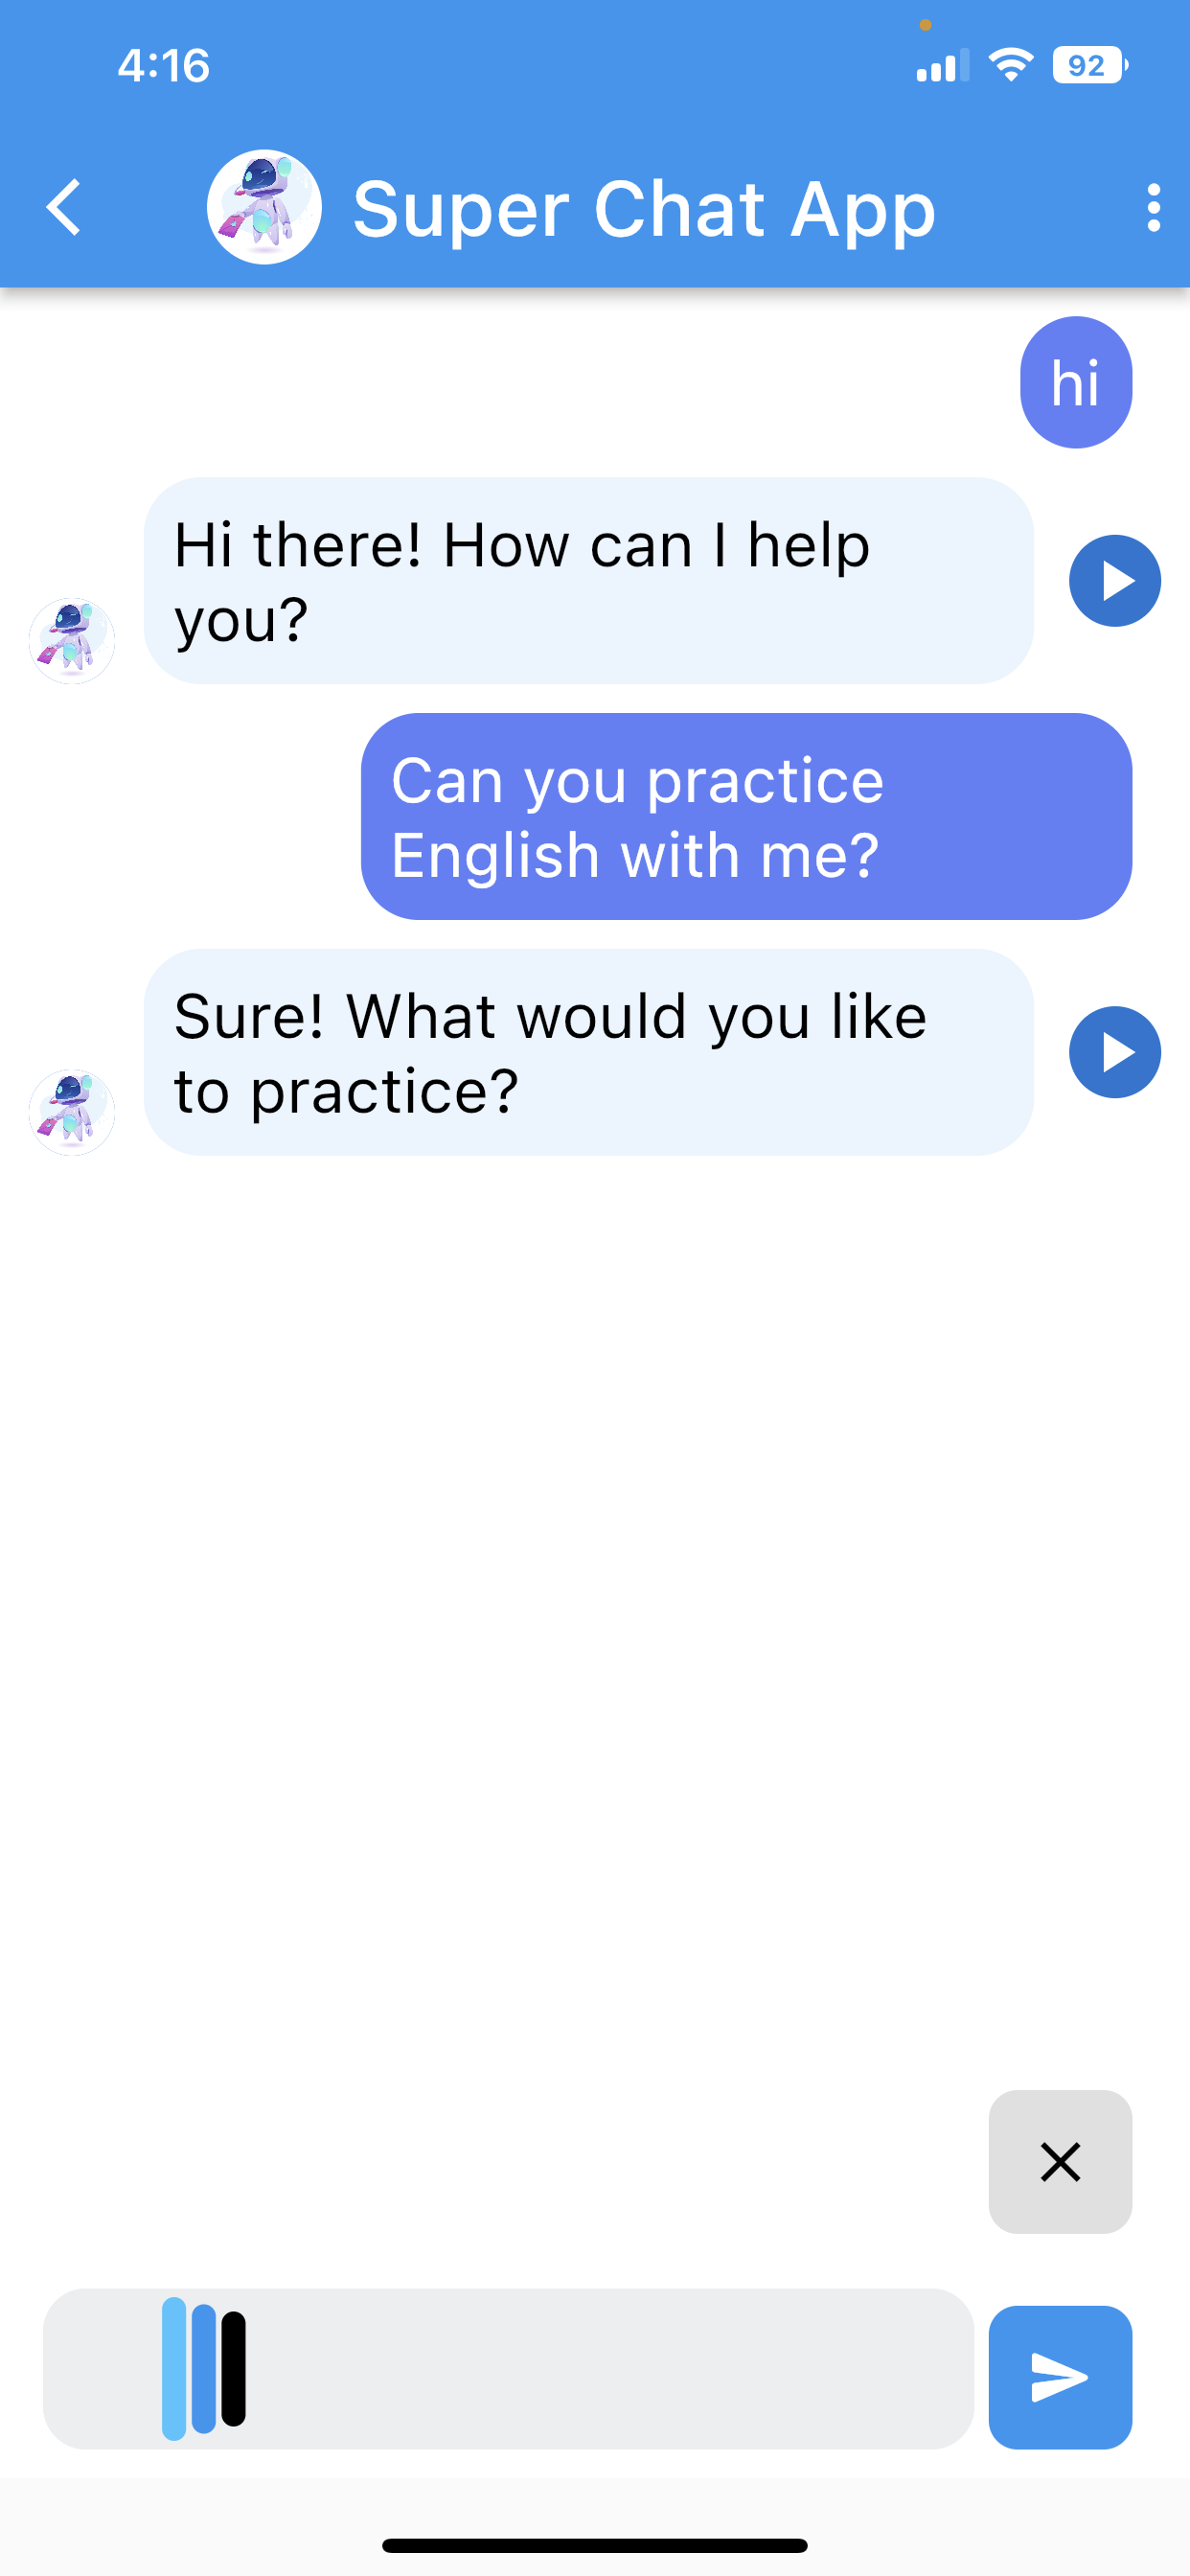 4:16
92
Super Chat App
hi
Hi there! How can I help
you?
Can you practice
English with me?
Sure! What would you like
to practice?